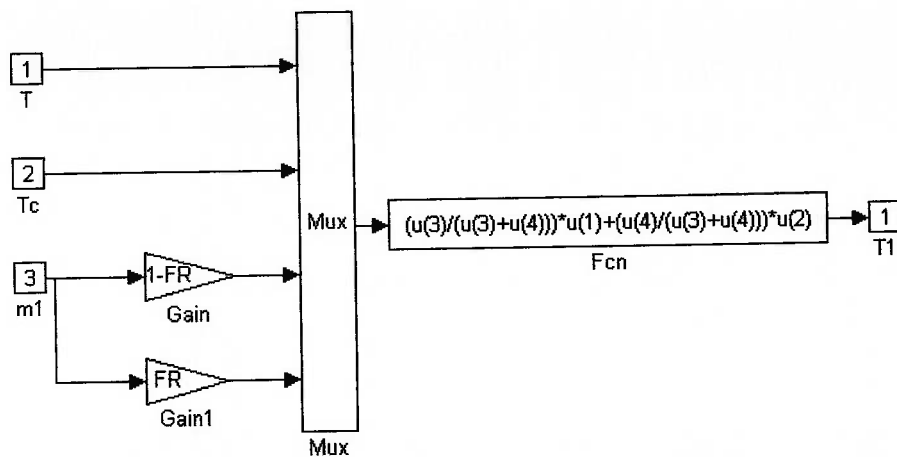 1
T
2
Tc
Mux
(u(3)/(u(3)+u(4)))*u(1)+(u(4)/(u(3)+u(4)))*u(2)
Fcn
1
T1
3
m1
1-FR
Gain
FR
Gain1
Mux